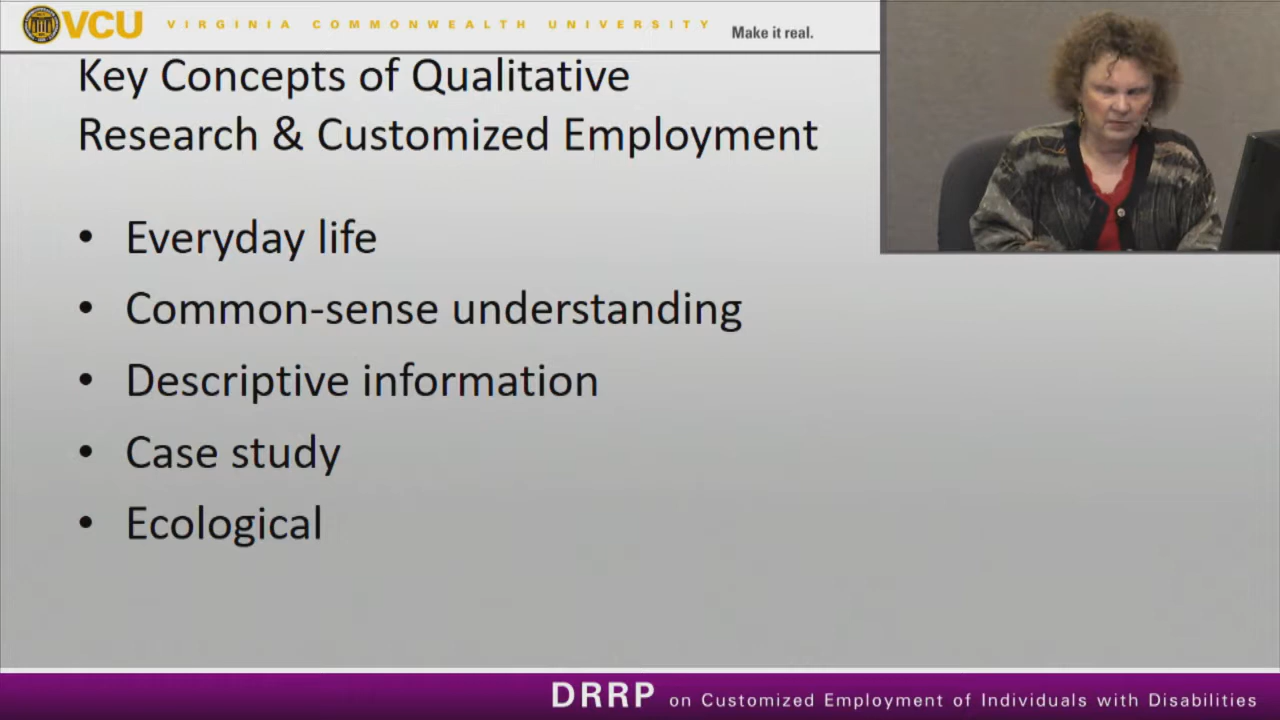 VCU VIRGINIA COMMONWEALTH UNIVERSITY Make it real.
Key Concepts of Qualitative
Research & Customized Employment
• Everyday life
• Common-sense understanding
• Descriptive information
• Case study
• Ecological
DRRP on Customized Employment of Individuals with Disabilities